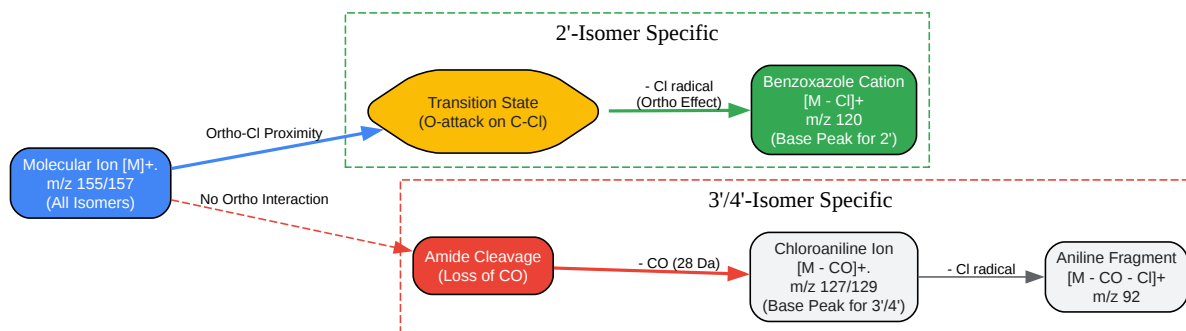 2'-Isomer Specific
Transition State
(O-attack on C-Cl)
- Cl radical
(Ortho Effect)
Benzoxazole Cation
[M - Cl]+
m/z 120
(Base Peak for 2')
Ortho-Cl Proximity
Molecular Ion [M]+.
m/z 155/157
(All Isomers)
No Ortho Interaction
3'/4'-Isomer Specific
Amide Cleavage
(Loss of CO)
- CO (28 Da)
Chloroaniline Ion
[M - CO]+.
m/z 127/129
(Base Peak for 3'/4')
- Cl radical
Aniline Fragment
[M - CO - Cl]+
m/z 92